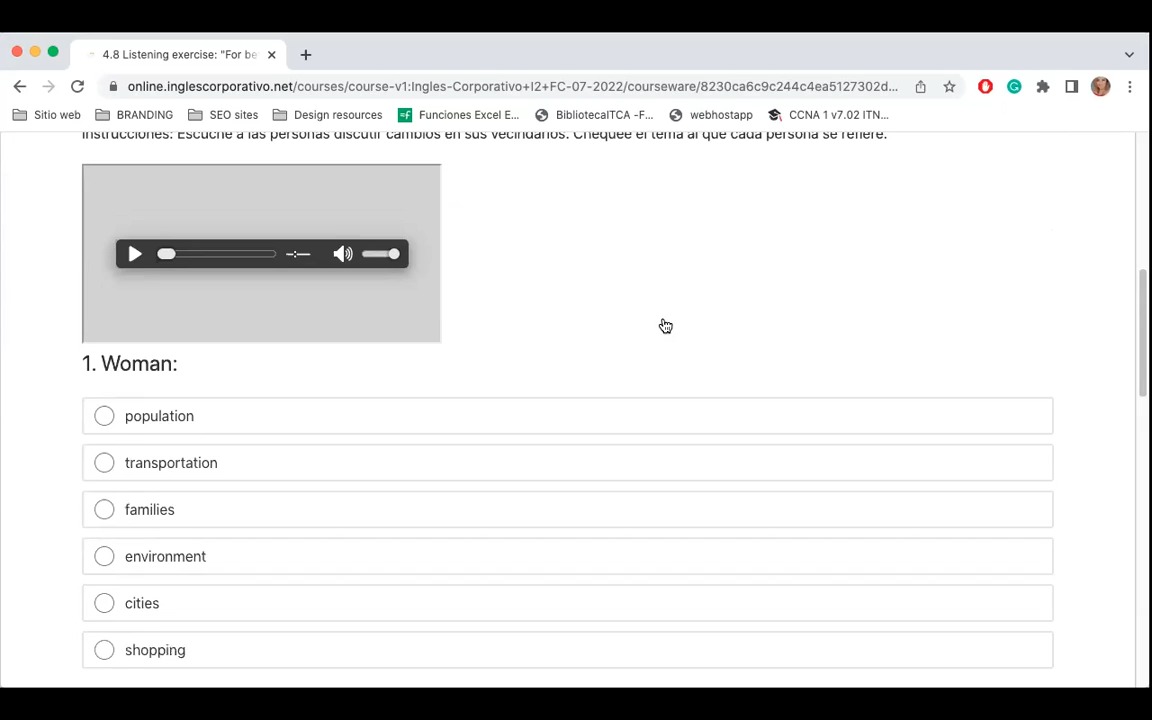 4.8 Listening exercise: "For be
online.inglescorporativo.net/courses/course-v1:Ingles-Corporativo+I2+FC-07-2022/courseware/8230ca6c9c244c4ea5127302d...
Sitio web BRANDING SEO sites Design resources Funciones Excel E... BibliotecaITCA -F... webhostapp CCNA 1 v7.02 ITN...
Instrucciones: Escuche a las personas discutir cambios en sus vecindarios. Chequee el tema al que cada persona se refiere.
1. Woman:
population
transportation
families
environment
cities
shopping